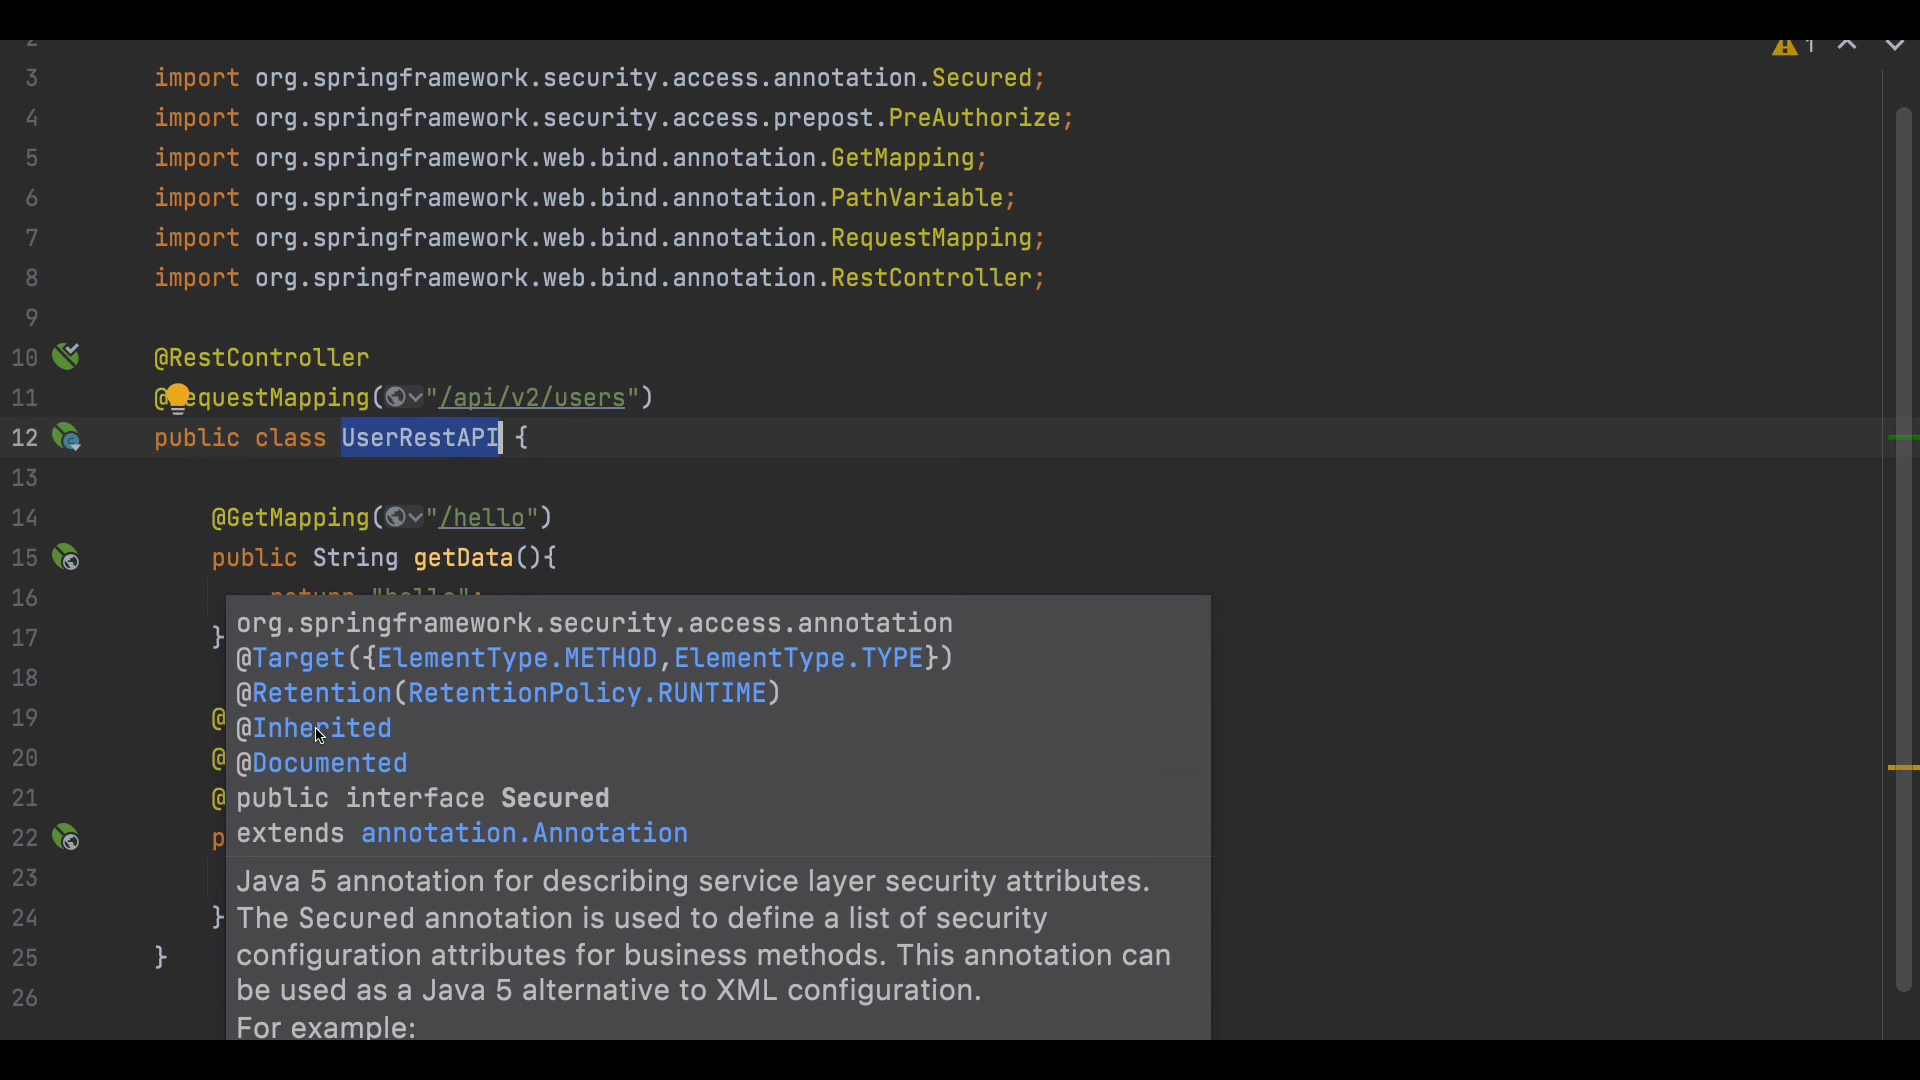 2
1
3 import org.springframework.security.access.annotation.Secured;
4 import org.springframework.security.access.prepost.PreAuthorize;
5 import org.springframework.web.bind.annotation.GetMapping;
6 import org.springframework.web.bind.annotation.PathVariable;
7 import org.springframework.web.bind.annotation.RequestMapping;
8 import org.springframework.web.bind.annotation.RestController;
9
10 @RestController
11 @RequestMapping("/api/v2/users")
12 public class UserRestAPI {
13
14 @GetMapping("/hello")
15 public String getData(){
16 return "hello";
17 }
18
19 @
20 @
21 @
22 p
23
24 }
25 }
26
org.springframework.security.access.annotation
@Target({ElementType.METHOD,ElementType.TYPE})
@Retention(RetentionPolicy.RUNTIME)
@Inherited
@Documented
public interface Secured
extends annotation.Annotation
Java 5 annotation for describing service layer security attributes.
The Secured annotation is used to define a list of security
configuration attributes for business methods. This annotation can
be used as a Java 5 alternative to XML configuration.
For example: